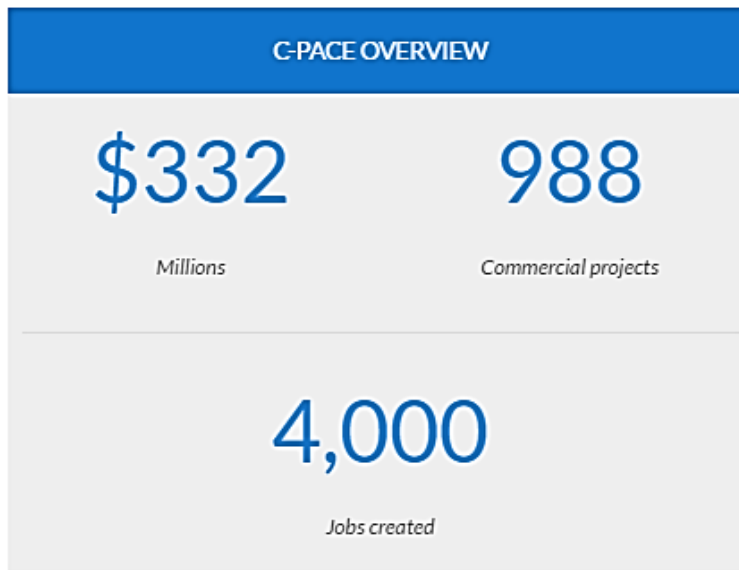 C-PACE OVERVIEW
$332 988
Millions Commercial projects
4,000
Jobs created